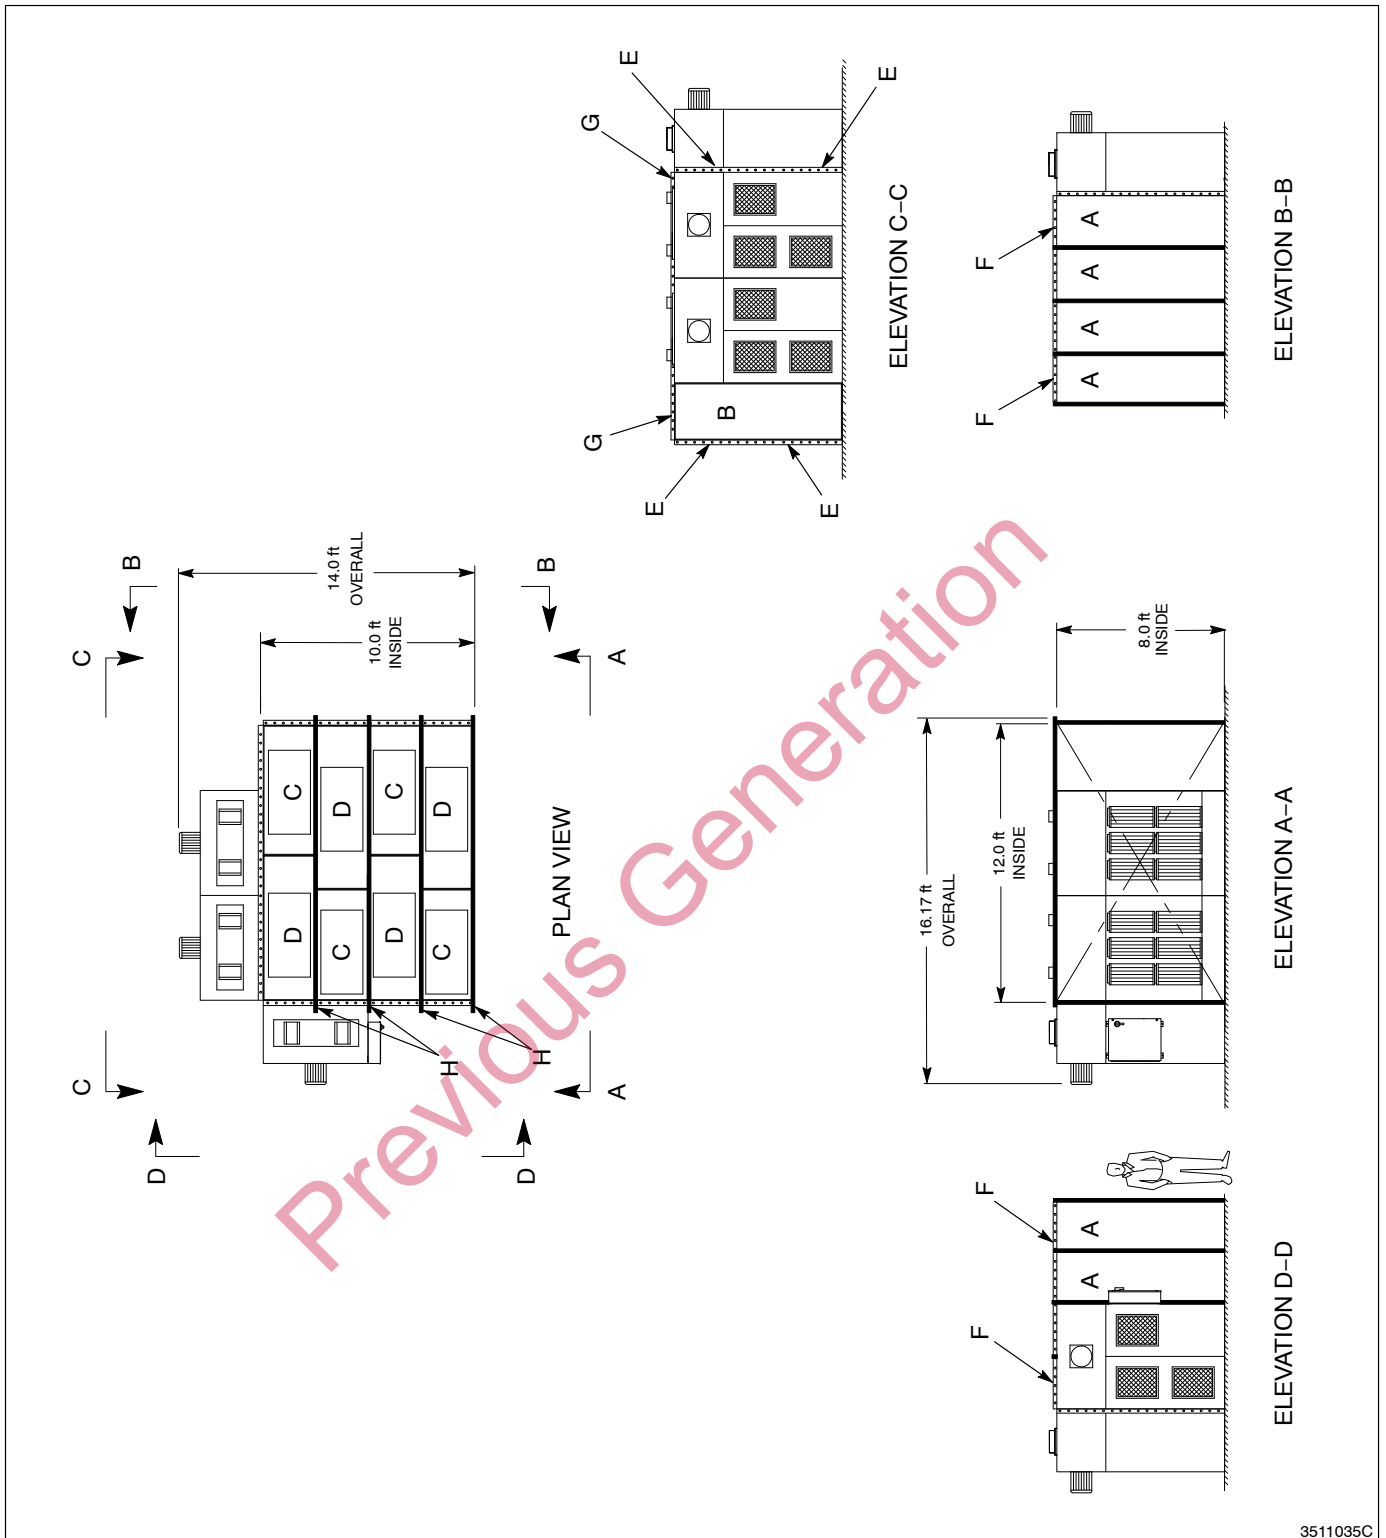 C
C
D
D
B
B
A
A
14.0 ft
OVERALL
10.0 ft
INSIDE
D
C
C
D
D
C
C
D
H
H
PLAN VIEW
E
E
G
G
B
E
E
ELEVATION C–C
F
F
A
A
A
A
ELEVATION B–B
16.17 ft
OVERALL
12.0 ft
INSIDE
8.0 ft
INSIDE
ELEVATION A–A
F
F
A
A
ELEVATION D–D
Previous Generation
3511035C